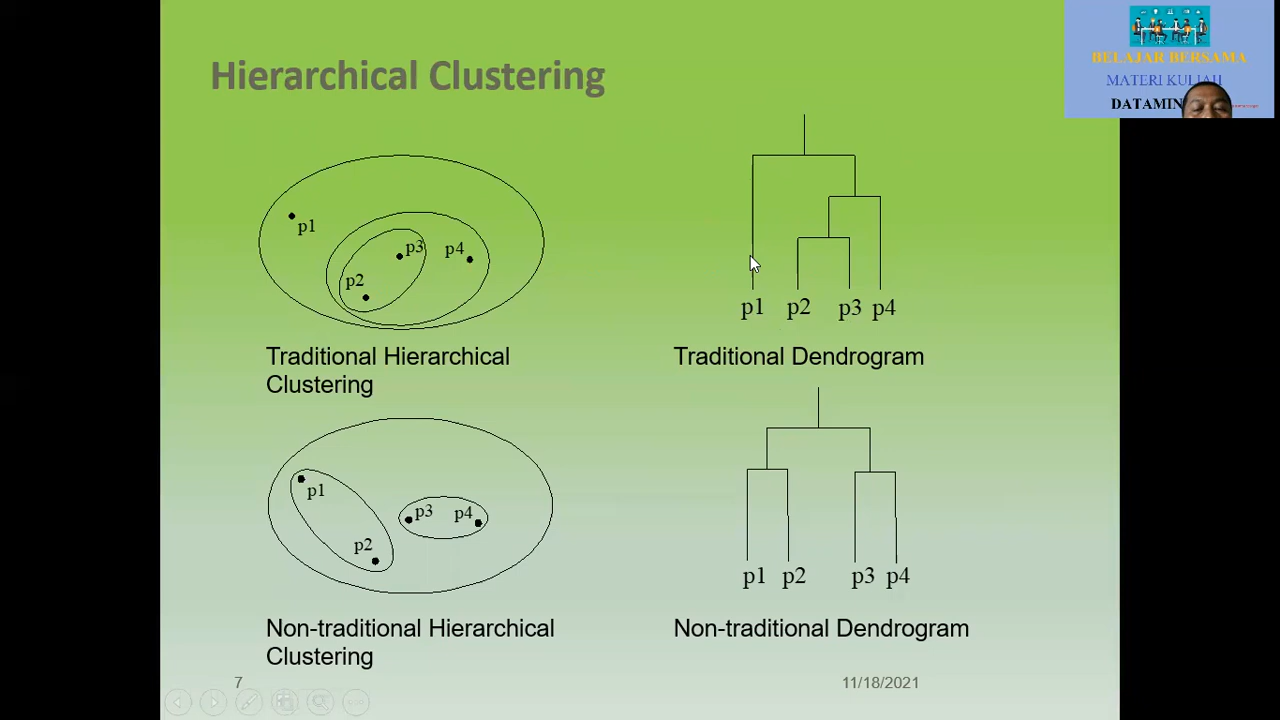 Hierarchical Clustering
BELAJAR BERSAMA
MATERI KULIAH
p1
p3
p4
p2
p1
p2
p3
p4
Traditional Hierarchical
Clustering
Traditional Dendrogram
p1
p3
p4
p2
p1
p2
p3
p4
Non-traditional Hierarchical
Clustering
Non-traditional Dendrogram
7
11/18/2021